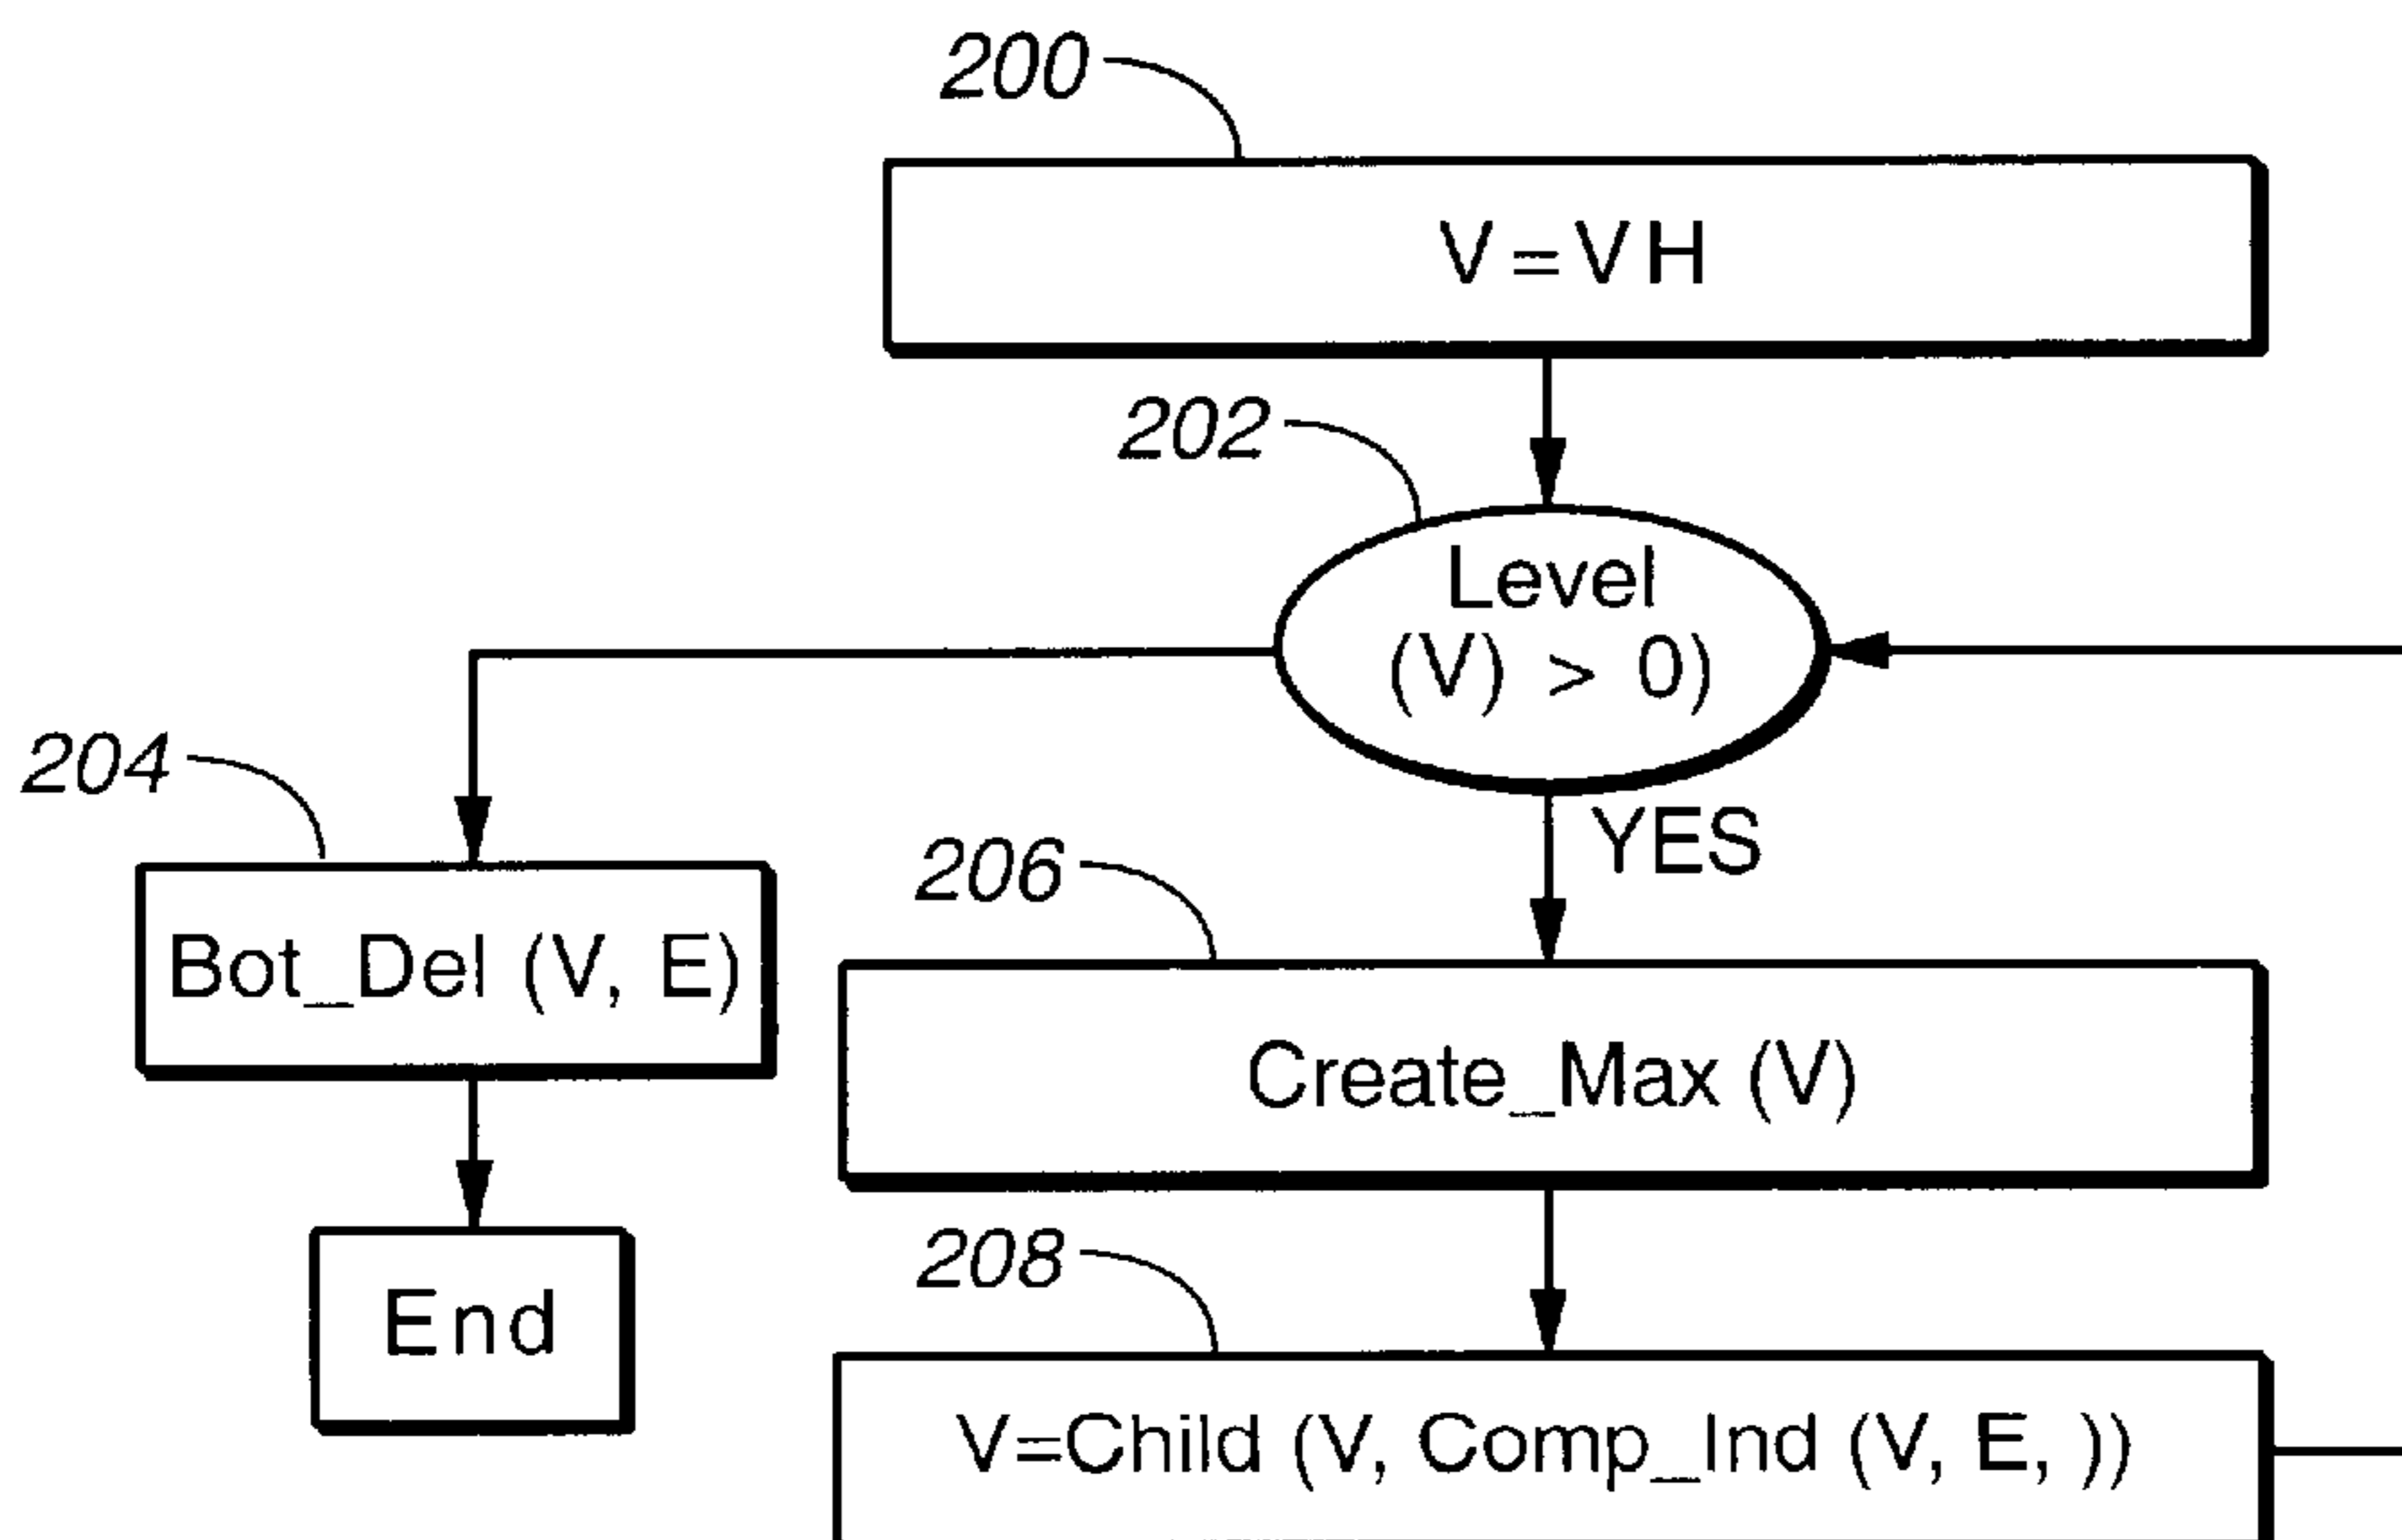 200
V=VH
202
Level
(V) > 0)
YES
204
Bot_Del (V, E)
206
Create_Max (V)
End
208
V=Child (V, Comp_Ind (V, E, ))